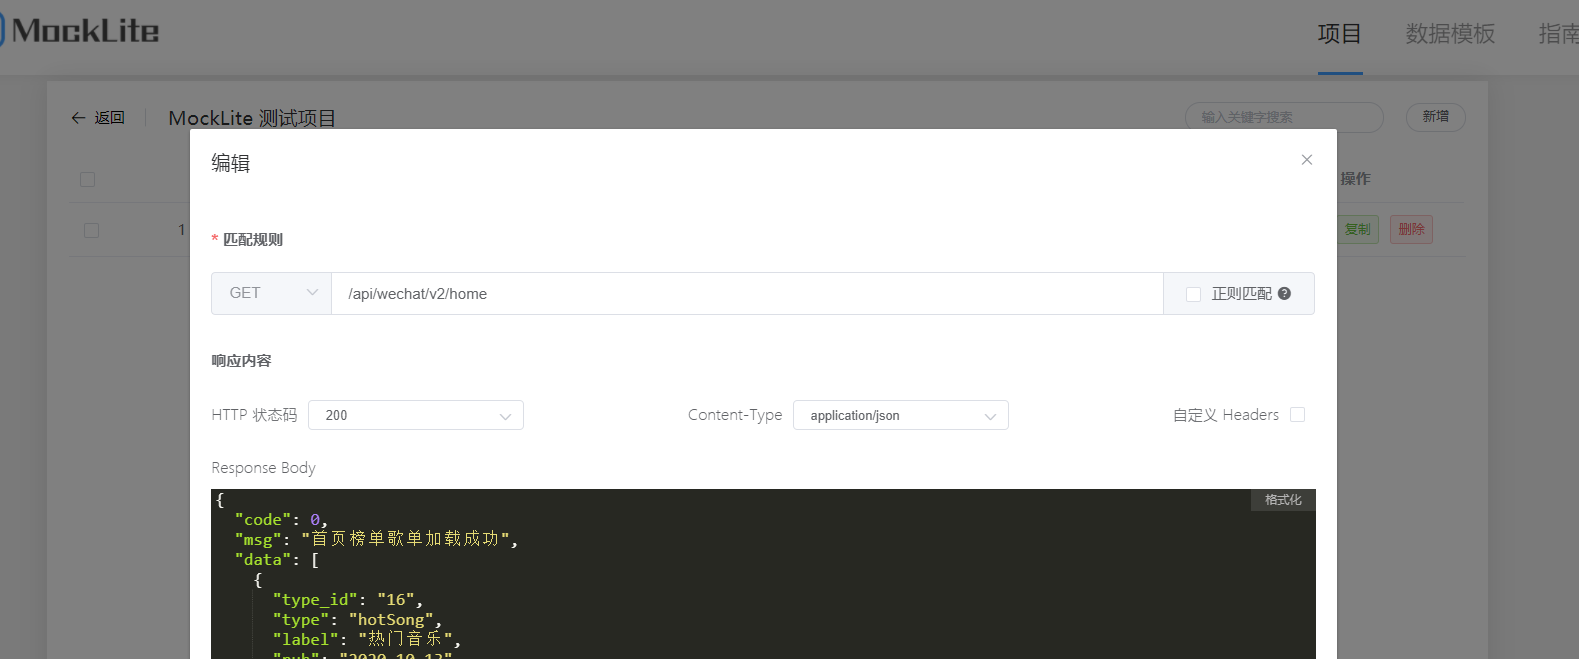 MockLite
项目 数据模板 指南
返回 MockLite 测试项目 输入关键字搜索 新增
编辑
操作
1 复制 删除
* 匹配规则
GET /api/wechat/v2/home 正则匹配
响应内容
HTTP 状态码 200 Content-Type application/json 自定义 Headers
Response Body
格式化
{
"code": 0,
"msg": "首页榜单歌单加载成功",
"data": [
{
"type_id": "16",
"type": "hotSong",
"label": "热门音乐",
"pub": "2020-10-13"